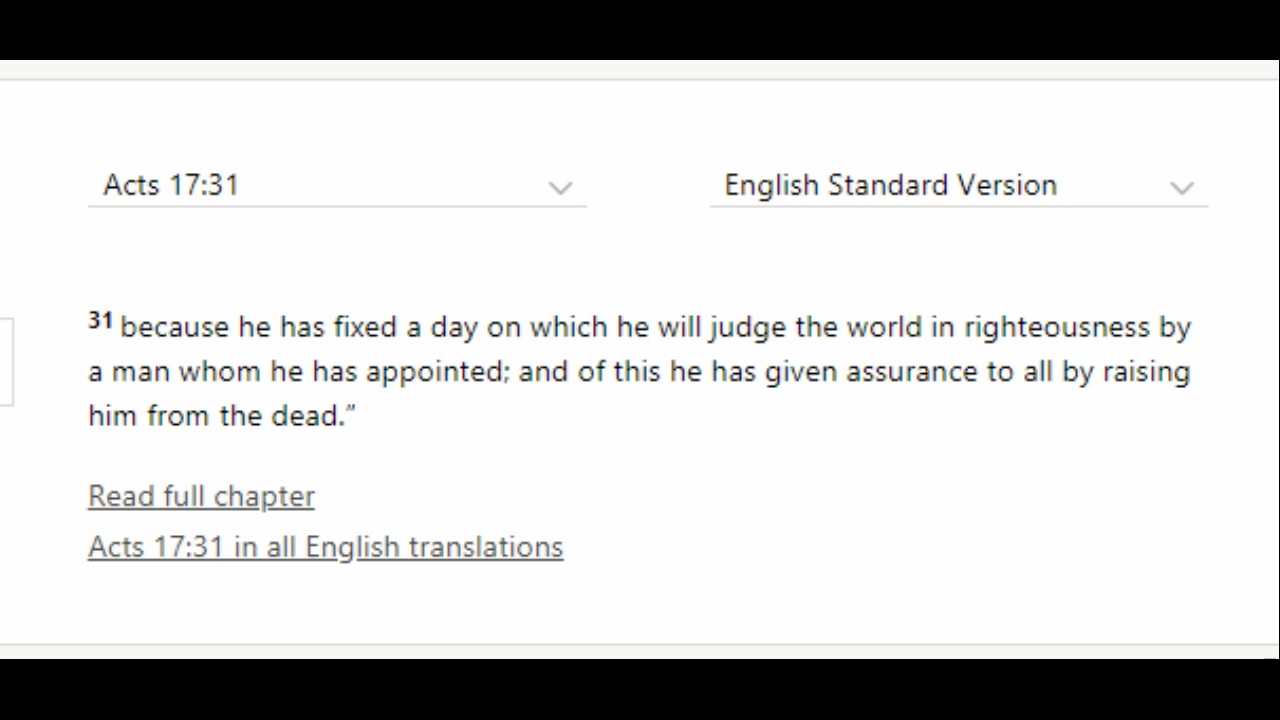 Acts 17:31
English Standard Version
31 because he has fixed a day on which he will judge the world in righteousness by
a man whom he has appointed; and of this he has given assurance to all by raising
him from the dead.”
Read full chapter
Acts 17:31 in all English translations